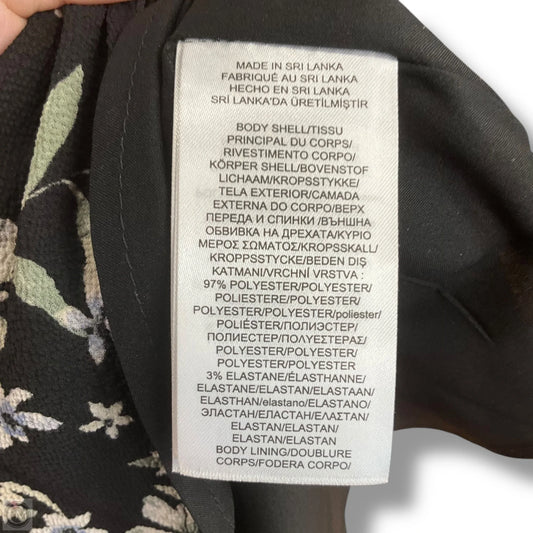 MADE IN SRI LANKA
FABRIQUÉ AU SRI LANKA
HECHO EN SRI LANKA
SRİ LANKA'DA ÜRETİLMİŞTİR
BODY SHELL/TISSU
PRINCIPAL DU CORPS/
RIVESTIMENTO CORPO/
KÖRPER SHELL/BOVENSTOF
LICHAAM/KROPSSTYKKE/
TELA EXTERIOR/CAMADA
EXTERNA DO CORPO/ВЕРХ
ПЕРЕДА И СПИНКИ /ВЪНШНА
ОБВИВКА НА ДРЕХАТА/ΚΥΡΙΟ
ΜΕΡΟΣ ΣΩΜΑΤΟΣ/KROPSSKALL/
KROPPSSTYCKE/BEDEN DIŞ
KATMANI/VRCHNÍ VRSTVA :
97% POLYESTER/POLYESTER/
POLIESTERE/POLYESTER/
POLYESTER/POLYESTER/poliester/
POLIÉSTER/ПОЛИЭСТЕР/
ПОЛИЕСТЕР/ΠΟΛΥΕΣΤΕΡΑΣ/
POLYESTER/POLYESTER/
POLYESTER/POLYESTER
3% ELASTANE/ÉLASTHANNE/
ELASTANE/ELASTAN/ELASTAAN/
ELASTHAN/elastano/ELASTANO/
ЭЛАСТАН/ЕЛАСТАН/ΕΛΑΣΤΑΝ/
ELASTAN/ELASTAN/
ELASTAN/ELASTAN
BODY LINING/DOUBLURE
CORPS/FODERA CORPO/